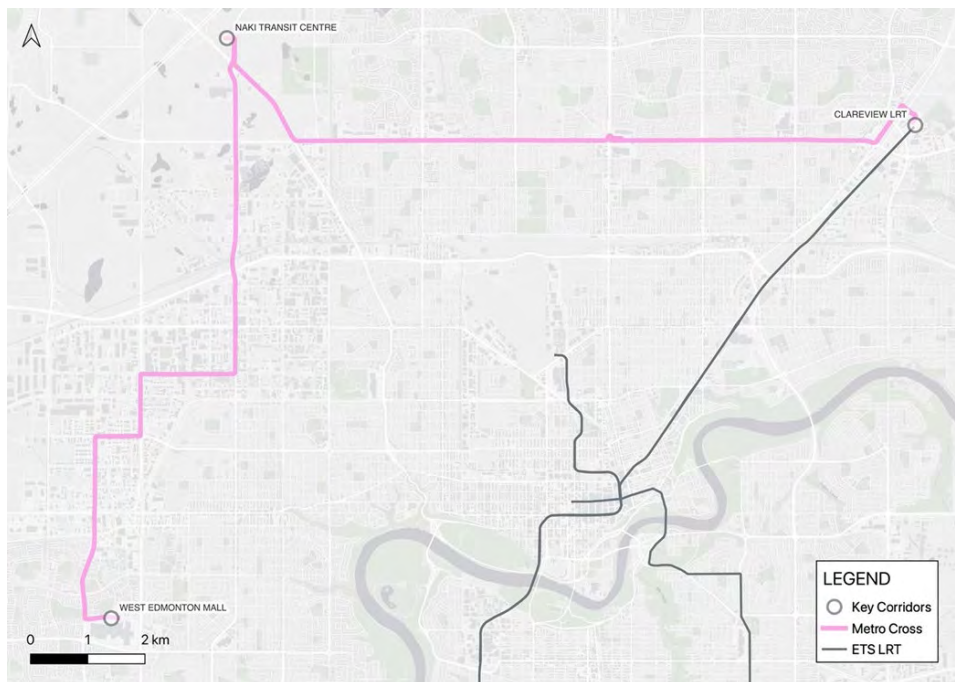 NAKI TRANSIT CENTRE
CLAREVIEW LRT
WEST EDMONTON MALL
0 1 2 km
LEGEND
Key Corridors
Metro Cross
ETS LRT